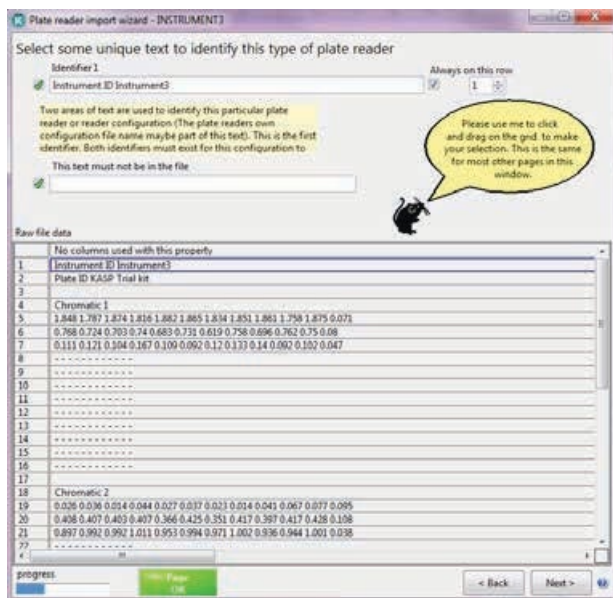 Plate reader import wizard - INSTRUMENT3
Select some unique text to identify this type of plate reader
Identifier1
Always on this row
Instrument ID Instrument3
1
Two areas of text are used to identify this particular plate
reader or reader configuration (The plate readers own
configuration file name maybe part of this text). This is the first
identifier. Both identifiers must exist for this configuration to
Please use me to click
and drag on the grid. to make
your selection. This is the same
for most other pages in this
window.
This text must not be in the file
Raw file data
No columns used with this property
1 Instrument ID Instrument3
2 Plate ID KASP Trial kit
3
4 Chromatic 1
5 1.848 1.787 1.874 1.816 1.882 1.865 1.834 1.851 1.861 1.758 1.875 0.071
6 0.768 0.724 0.703 0.74 0.683 0.731 0.619 0.758 0.696 0.762 0.75 0.08
7 0.111 0.121 0.104 0.167 0.109 0.092 0.12 0.133 0.14 0.092 0.102 0.047
8 - - - - - - - - - - - -
9 - - - - - - - - - - - -
10 - - - - - - - - - - - -
11 - - - - - - - - - - - -
12 - - - - - - - - - - - -
13 - - - - - - - - - - - -
14 - - - - - - - - - - - -
15 - - - - - - - - - - - -
16 - - - - - - - - - - - -
17
18 Chromatic 2
19 0.026 0.036 0.014 0.044 0.027 0.037 0.023 0.014 0.041 0.067 0.077 0.095
20 0.408 0.407 0.403 0.407 0.366 0.425 0.351 0.417 0.397 0.417 0.428 0.108
21 0.897 0.992 0.992 1.011 0.953 0.994 0.971 1.002 0.936 0.944 1.001 0.038
22 - - - - - - - - - - - -
progress
Page
OK
< Back
Next >